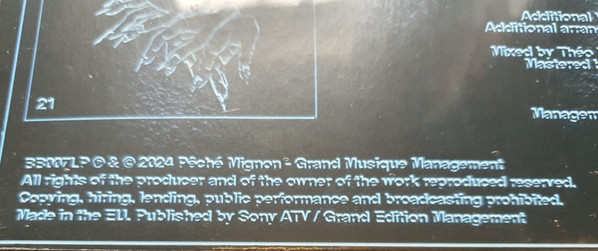 Additional
Additional arran
Mixed by Théo
Mastered b
21
Managem
BB007LP ℗ & © 2024 Pêché Mignon - Grand Musique Management
All rights of the producer and of the owner of the work reproduced reserved.
Copying, hiring, lending, public performance and broadcasting prohibited.
Made in the EU. Published by Sony ATV / Grand Edition Management